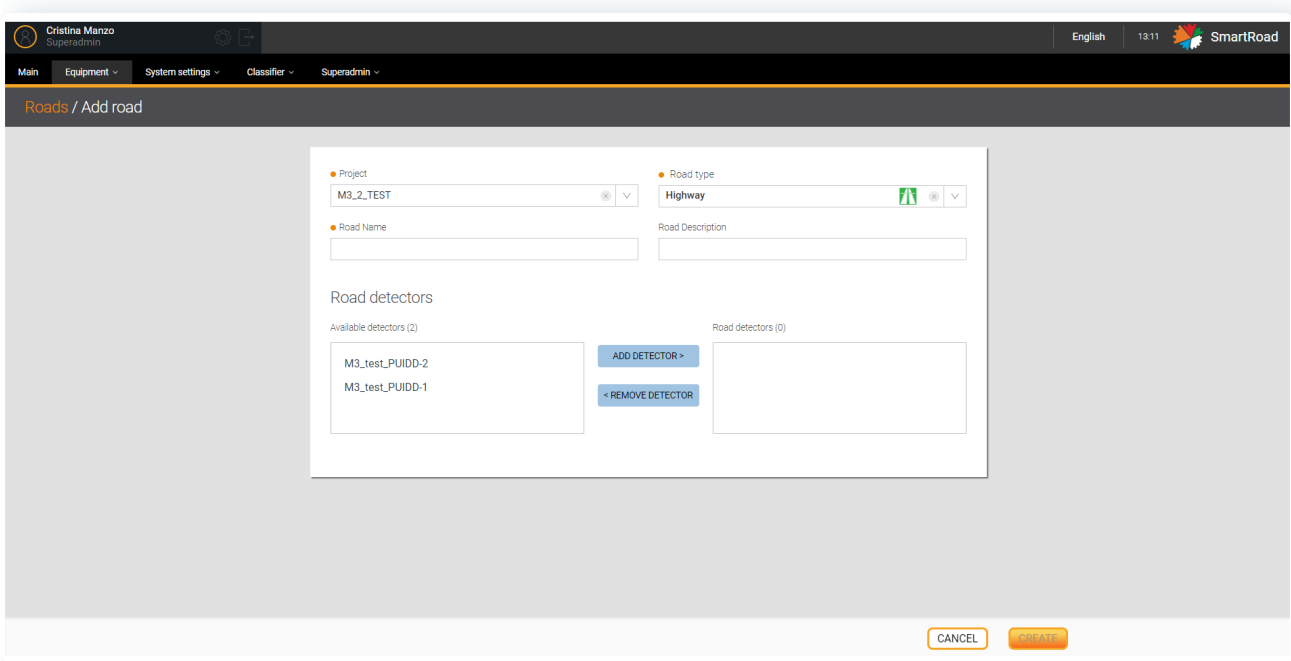 Cristina Manzo
Superadmin
English
13:11
SmartRoad
Main
Equipment
System settings
Classifier
Superadmin
Roads / Add road
Project
Road type
M3_2_TEST
Highway
Road Name
Road Description
Road detectors
Available detectors (2)
Road detectors (0)
M3_test_PUIDD-2
M3_test_PUIDD-1
ADD DETECTOR >
< REMOVE DETECTOR
CANCEL
CREATE